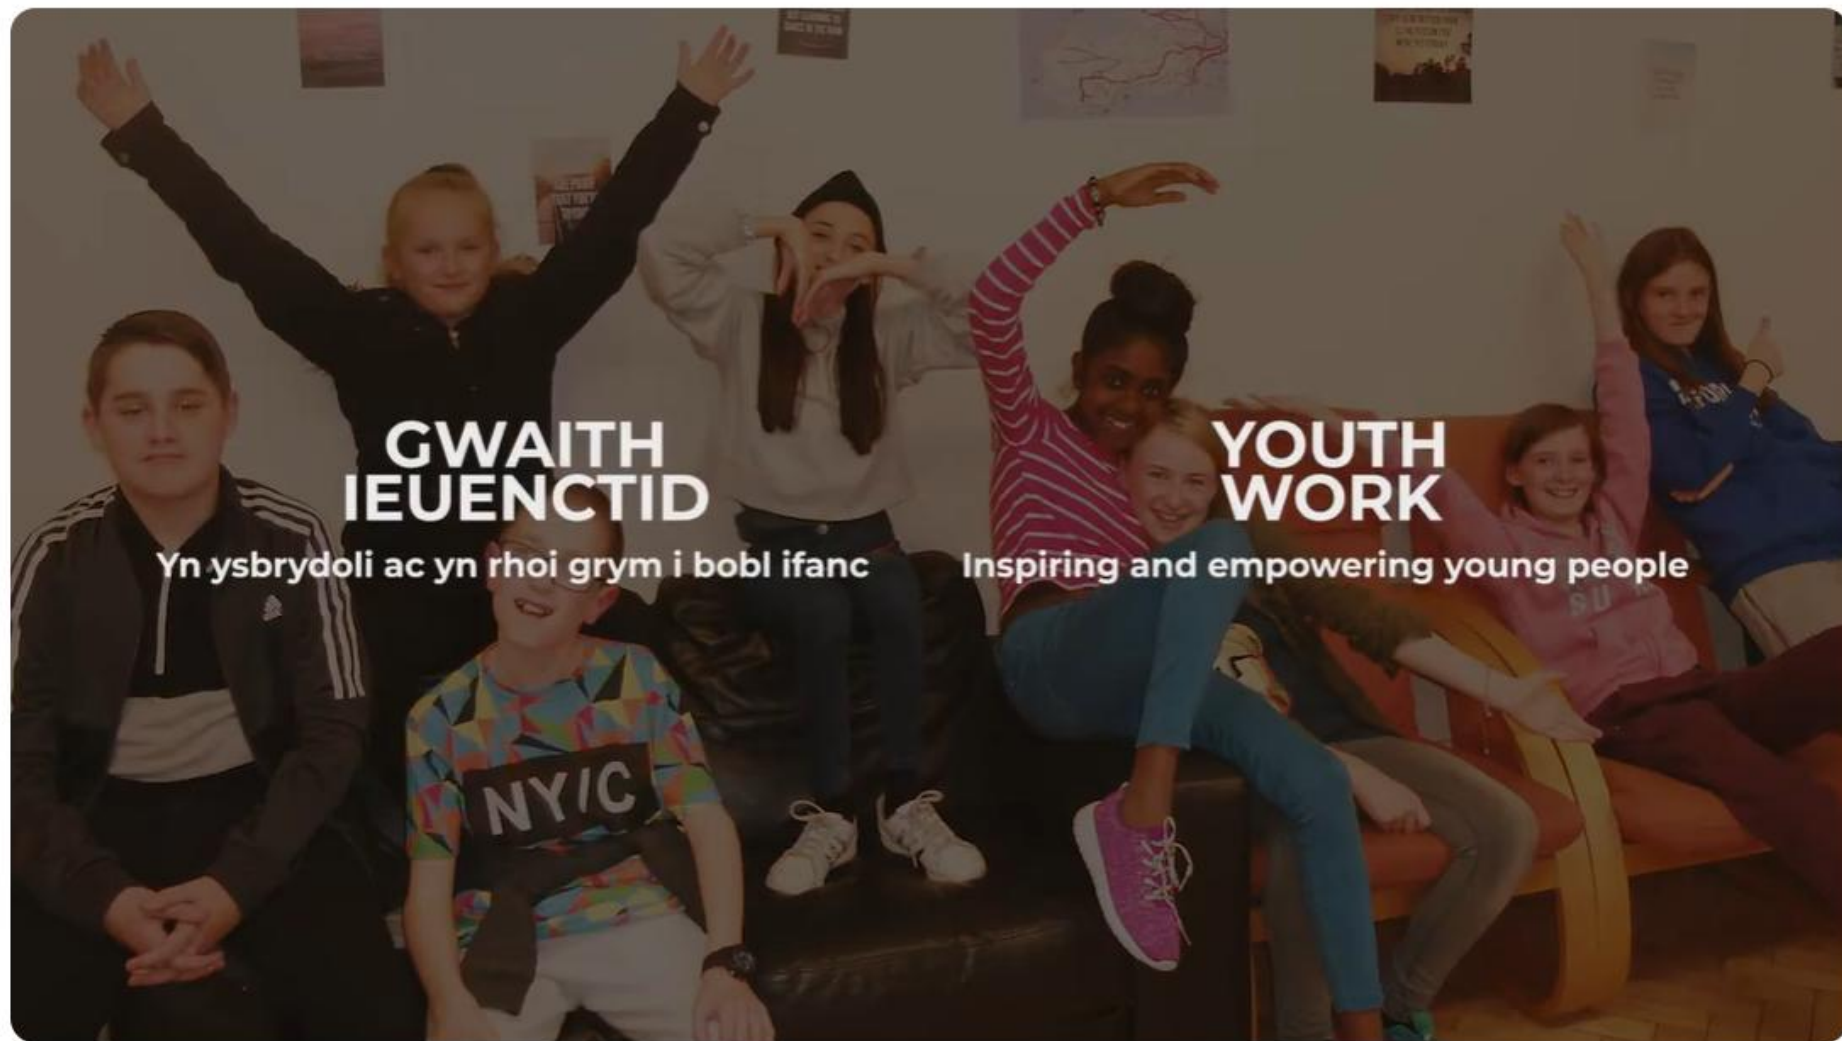 GWAITH
IEUENCTID
Yn ysbrydoli ac yn rhoi grym i bobl ifanc
YOUTH
WORK
Inspiring and empowering young people
NY/C